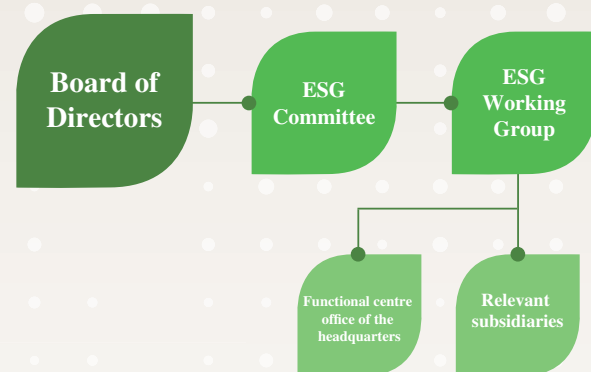 Board of
Directors
ESG
Committee
ESG
Working
Group
Functional centre
office of the
headquarters
Relevant
subsidiaries